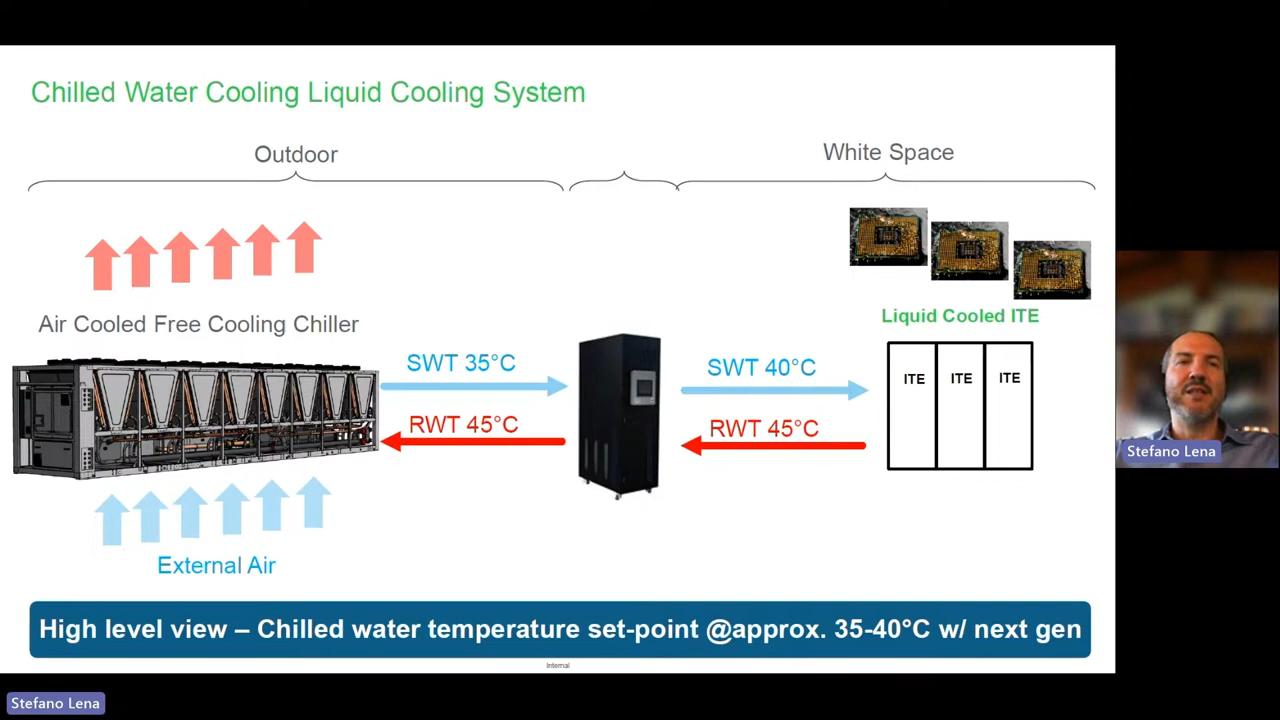 Chilled Water Cooling Liquid Cooling System
Outdoor
White Space
Air Cooled Free Cooling Chiller
Liquid Cooled ITE
SWT 35°C
SWT 40°C
ITE
ITE
ITE
RWT 45°C
RWT 45°C
Stefano Lena
External Air
High level view – Chilled water temperature set-point @approx. 35-40°C w/ next gen
Internal
Stefano Lena